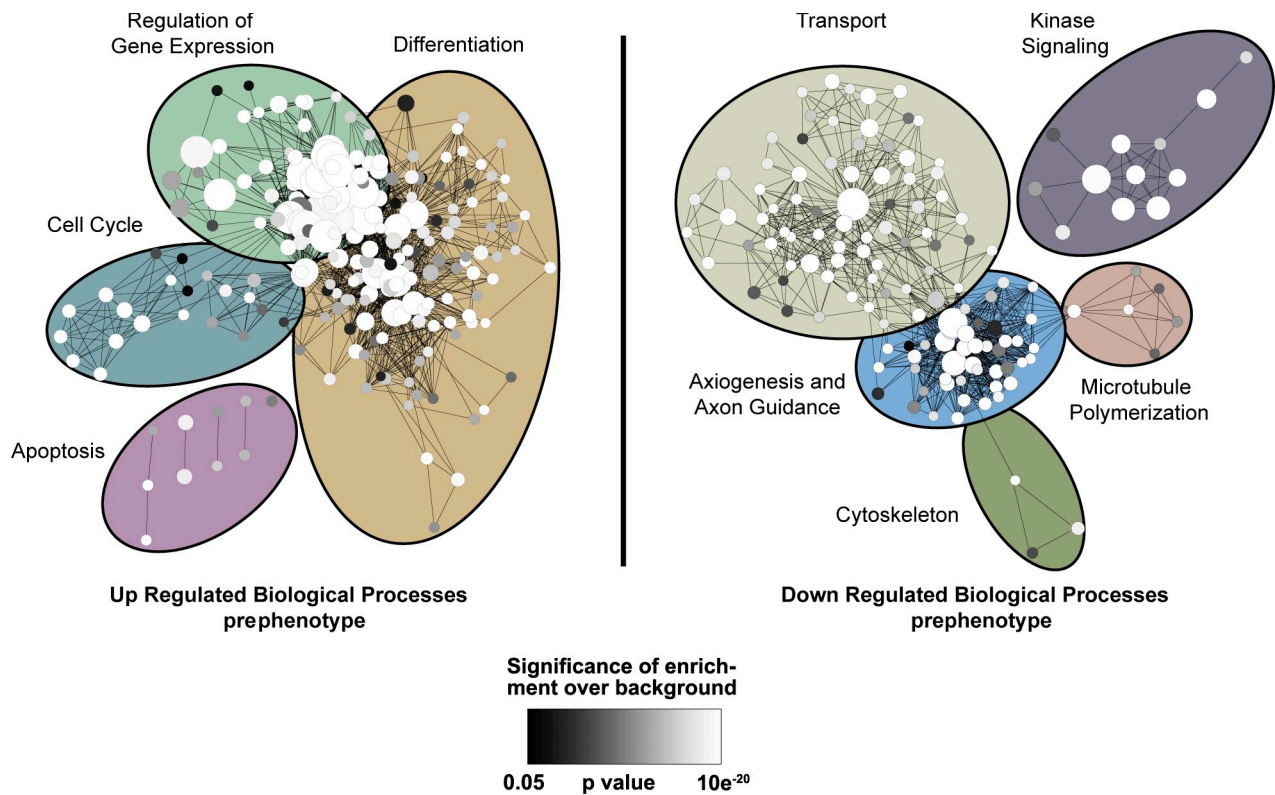 Regulation of
Gene Expression
Differentiation
Cell Cycle
Apoptosis
Up Regulated Biological Processes
prephenotype
Transport
Kinase
Signaling
Axiogenesis and
Axon Guidance
Microtubule
Polymerization
Cytoskeleton
Down Regulated Biological Processes
prephenotype
Significance of enrich-
ment over background
0.05 p value 10e-20